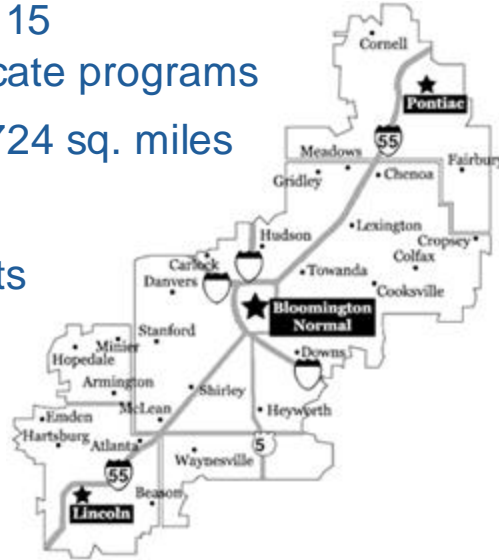 15
cate programs
724 sq. miles
ts
Cornell
Pontiac
55
Meadows
Fairbury
Gridley
Chenoa
Lexington
Hudson
Cropsey
Colfax
Carlock
Towanda
Danvers
Cooksville
Bloomington
Normal
Stanford
Minier
Hopedale
Downs
Armington
Shirley
McLean
Heyworth
Emden
Hartsburg
Atlanta
5
Waynesville
55
Beason
Lincoln